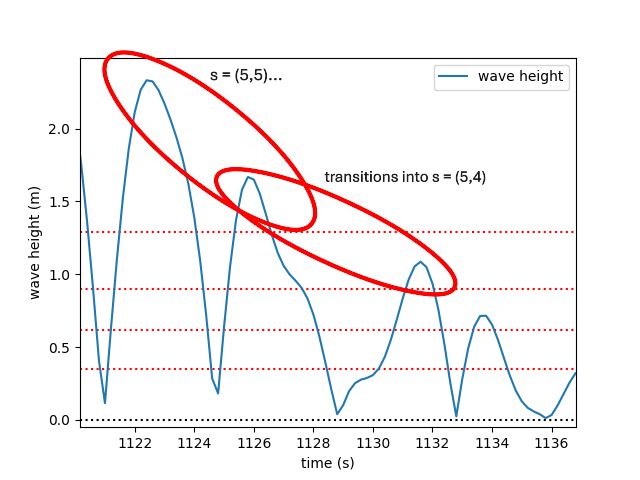 s = (5,5)...
wave height
transitions into s = (5,4)
wave height (m)
2.0
1.5
1.0
0.5
0.0
1122 1124 1126 1128 1130 1132 1134 1136
time (s)